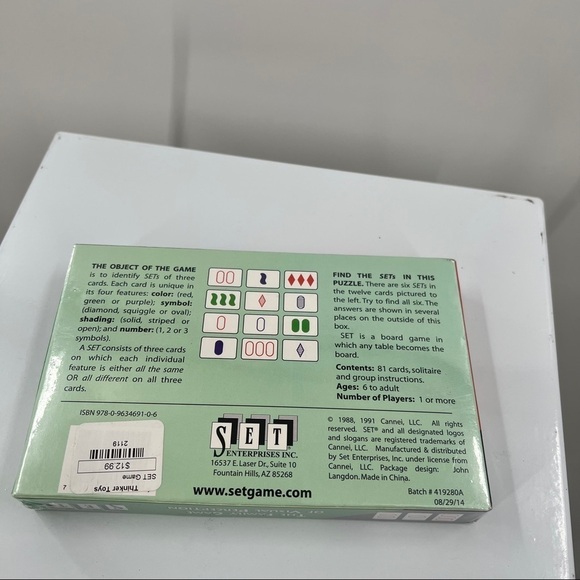 THE OBJECT OF THE GAME
is to identify SETs of three
cards. Each card is unique in
its four features: color: (red,
green or purple); symbol:
(diamond, squiggle or oval);
shading: (solid, striped or
open); and number: (1, 2 or 3
symbols).
A SET consists of three cards
on which each individual
feature is either all the same
OR all different on all three
cards.
FIND THE SETs IN THIS
PUZZLE. There are six SETs in
the twelve cards pictured to
the left. Try to find all six. The
answers are shown in several
places on the outside of this
box.
SET is a board game in
which any table becomes the
board.
Contents: 81 cards, solitaire
and group instructions.
Ages: 6 to adult
Number of Players: 1 or more
ISBN 978-0-9634691-0-6
2119
$12.99
SET Game
Thinker Toys
7
SET
ENTERPRISES INC.
16537 E. Laser Dr., Suite 10
Fountain Hills, AZ 85268
www.setgame.com
© 1988, 1991 Cannei, LLC. All rights
reserved. SET® and all designated logos
and slogans are registered trademarks of
Cannei, LLC. Manufactured & distributed
by Set Enterprises, Inc. under license from
Cannei, LLC. Package design: John
Langdon. Made in China.
Batch # 419280A
08/29/14